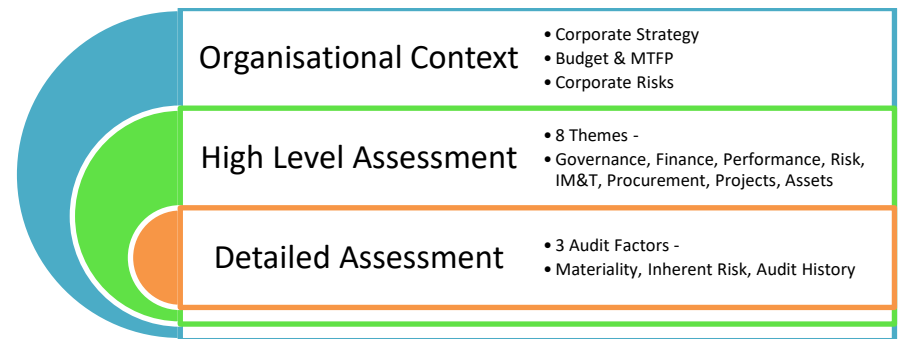 Organisational Context
• Corporate Strategy
• Budget & MTFP
• Corporate Risks
High Level Assessment
• 8 Themes -
• Governance, Finance, Performance, Risk,
IM&T, Procurement, Projects, Assets
Detailed Assessment
• 3 Audit Factors -
• Materiality, Inherent Risk, Audit History